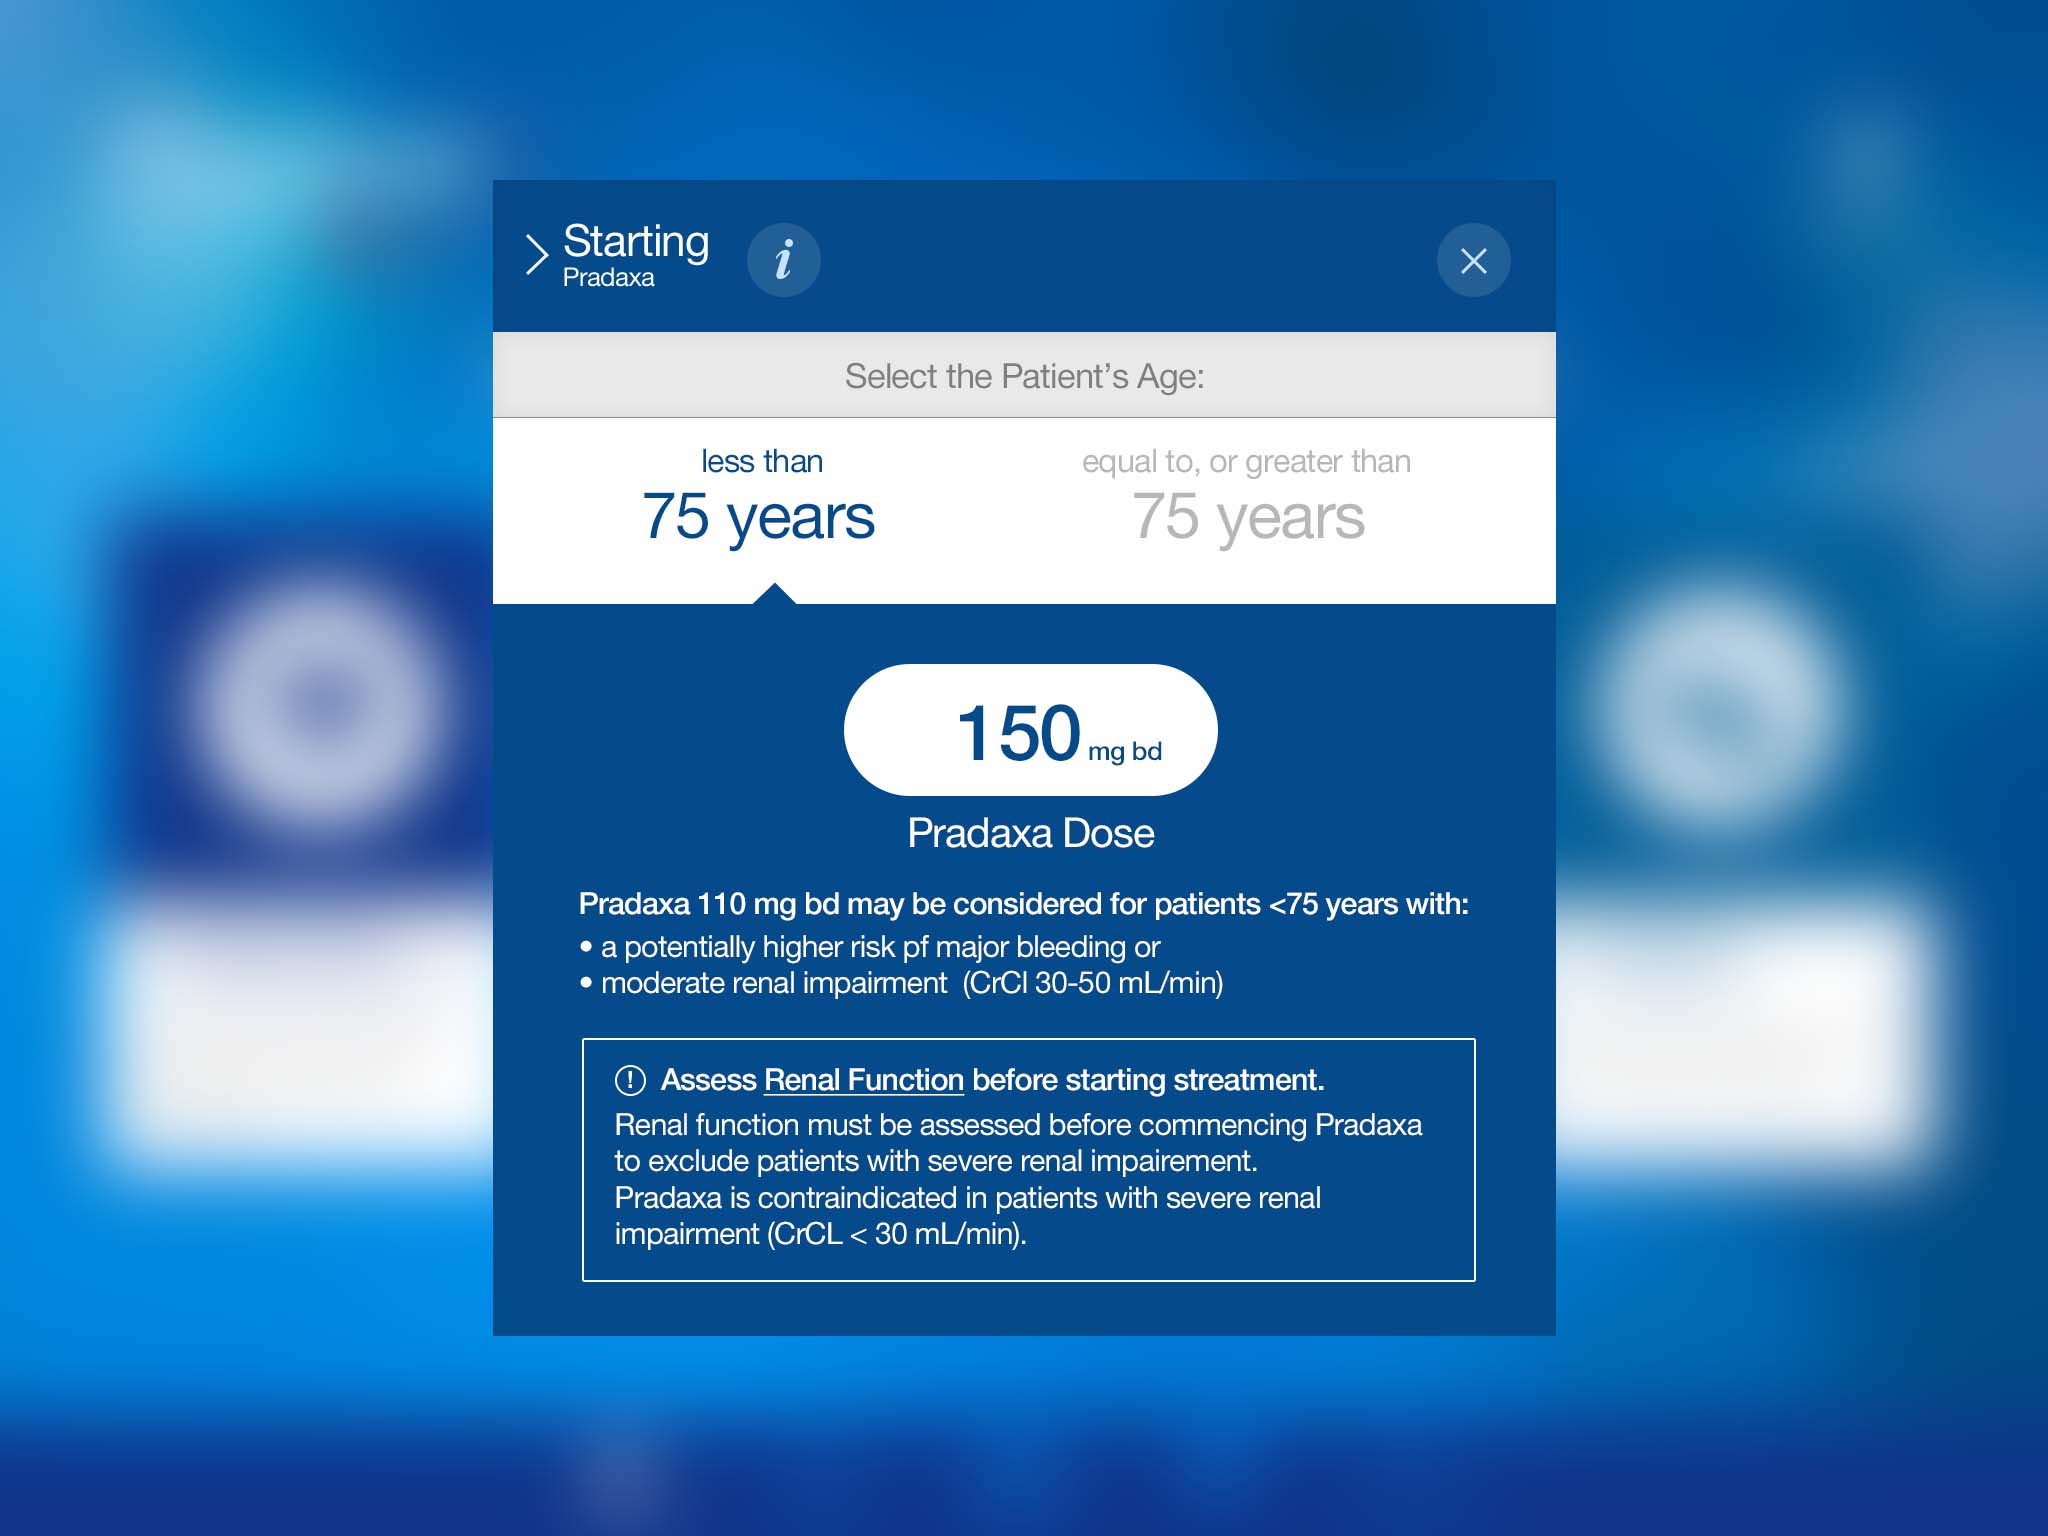 Starting
Pradaxa
i
Select the Patient’s Age:
less than
75 years
equal to, or greater than
75 years
150 mg bd
Pradaxa Dose
Pradaxa 110 mg bd may be considered for patients <75 years with:
• a potentially higher risk pf major bleeding or
• moderate renal impairment (CrCl 30-50 mL/min)
! Assess Renal Function before starting streatment.
Renal function must be assessed before commencing Pradaxa
to exclude patients with severe renal impairement.
Pradaxa is contraindicated in patients with severe renal
impairment (CrCL < 30 mL/min).